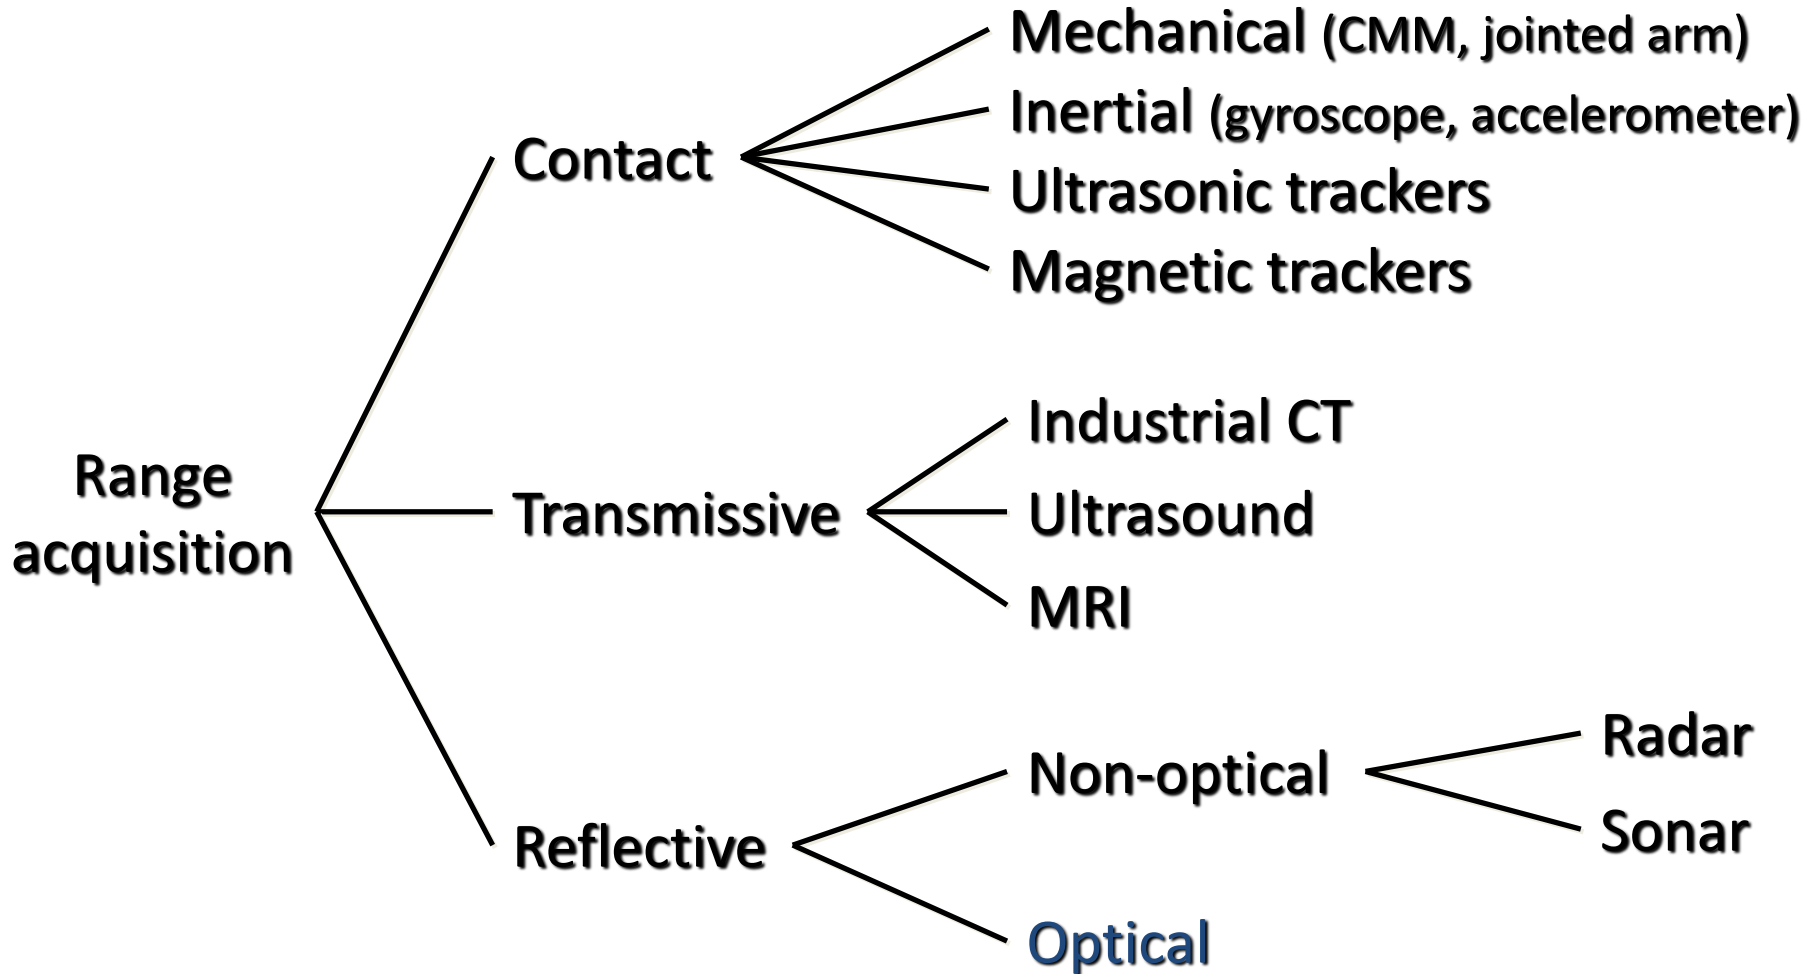 Range
acquisition
Contact
Mechanical (CMM, jointed arm)
Inertial (gyroscope, accelerometer)
Ultrasonic trackers
Magnetic trackers
Transmissive
Industrial CT
Ultrasound
MRI
Reflective
Non-optical
Radar
Sonar
Optical